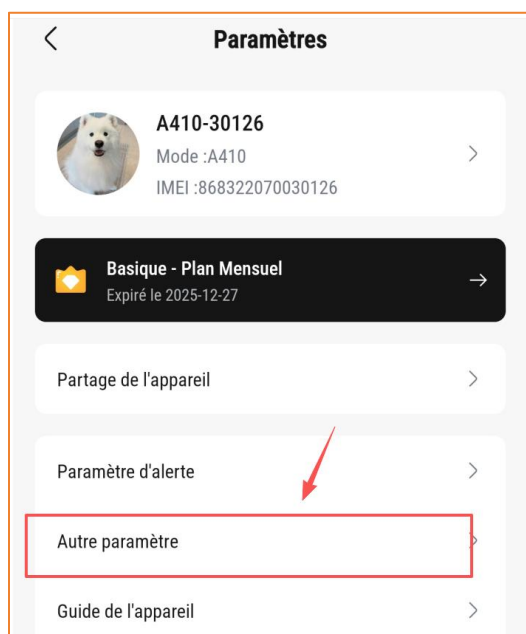 Paramètres
A410-30126
Mode :A410
IMEI :868322070030126
Basique - Plan Mensuel
Expiré le 2025-12-27
Partage de l'appareil
Paramètre d'alerte
Autre paramètre
Guide de l'appareil